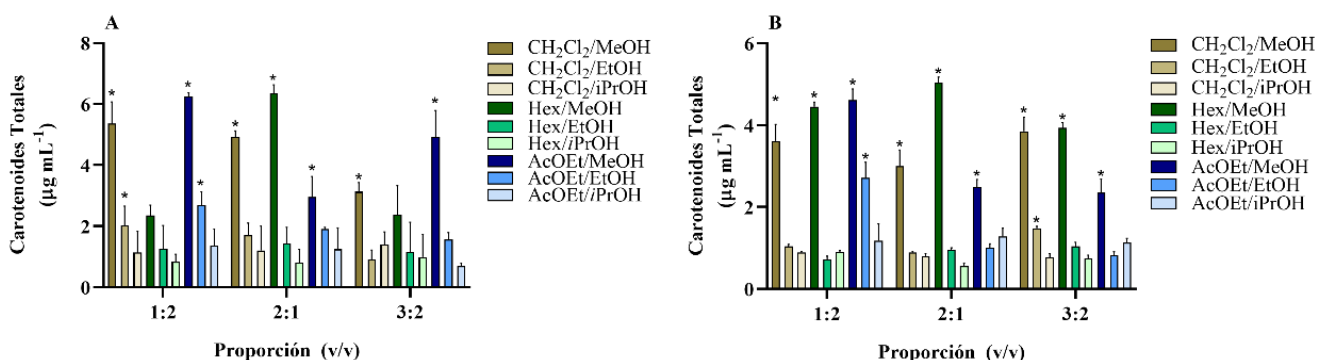 A
Carotenoides Totales
(µg mL⁻¹)
8
6
4
2
0
* * * * * * * * *
1:2 2:1 3:2
Proporción (v/v)
CH₂Cl₂/MeOH
CH₂Cl₂/EtOH
CH₂Cl₂/iPrOH
Hex/MeOH
Hex/EtOH
Hex/iPrOH
AcOEt/MeOH
AcOEt/EtOH
AcOEt/iPrOH
B
Carotenoides Totales
(µg mL⁻¹)
6
4
2
0
* * * * * * * * * * *
1:2 2:1 3:2
Proporción (v/v)
CH₂Cl₂/MeOH
CH₂Cl₂/EtOH
CH₂Cl₂/iPrOH
Hex/MeOH
Hex/EtOH
Hex/iPrOH
AcOEt/MeOH
AcOEt/EtOH
AcOEt/iPrOH